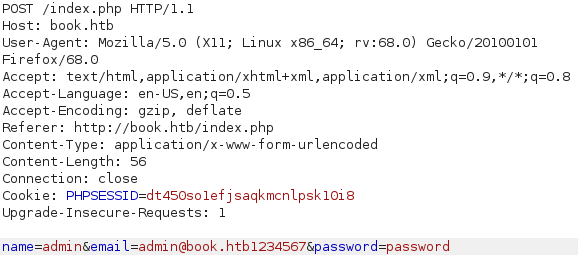 POST /index.php HTTP/1.1
Host: book.htb
User-Agent: Mozilla/5.0 (X11; Linux x86_64; rv:68.0) Gecko/20100101
Firefox/68.0
Accept: text/html,application/xhtml+xml,application/xml;q=0.9,*/*;q=0.8
Accept-Language: en-US,en;q=0.5
Accept-Encoding: gzip, deflate
Referer: http://book.htb/index.php
Content-Type: application/x-www-form-urlencoded
Content-Length: 56
Connection: close
Cookie: PHPSESSID=dt450so1efjsaqkmcnlpsk10i8
Upgrade-Insecure-Requests: 1
name=admin&email=admin@book.htb1234567&password=password